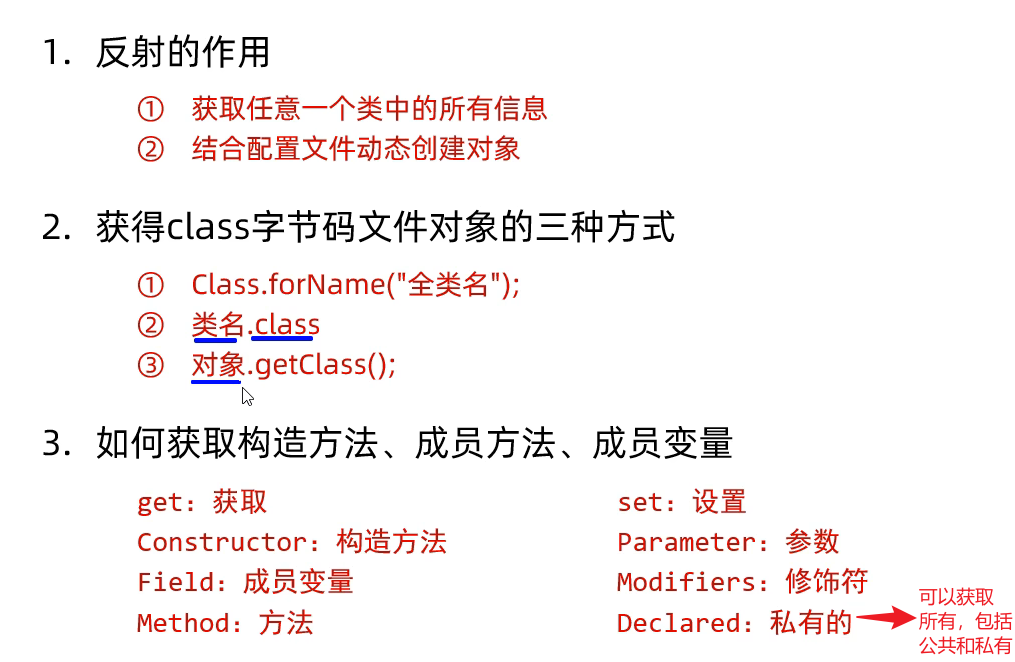 1. 反射的作用
① 获取任意一个类中的所有信息
② 结合配置文件动态创建对象
2. 获得class字节码文件对象的三种方式
① Class.forName("全类名");
② 类名.class
③ 对象.getClass();
3. 如何获取构造方法、成员方法、成员变量
get：获取 set：设置
Constructor：构造方法 Parameter：参数
Field：成员变量 Modifiers：修饰符
Method：方法 Declared：私有的
可以获取
所有，包括
公共和私有